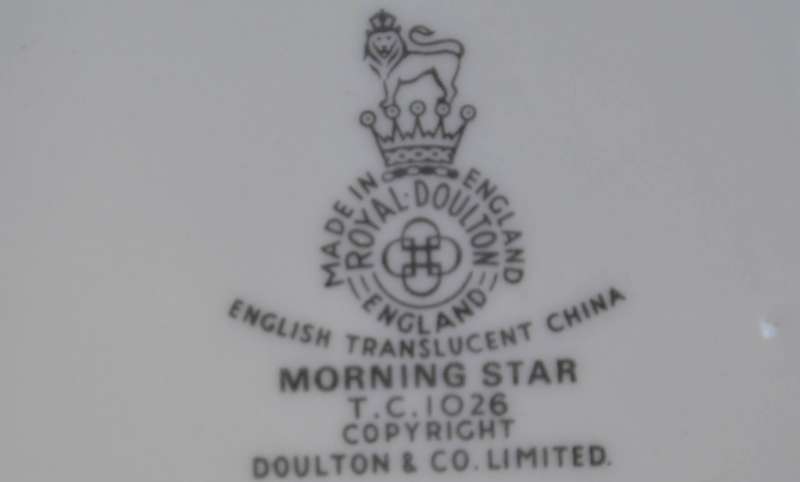 MADE IN ENGLAND
ROYAL·DOULTON
ENGLAND
ENGLISH TRANSLUCENT CHINA
MORNING STAR
T.C.1026
COPYRIGHT
DOULTON & CO. LIMITED.